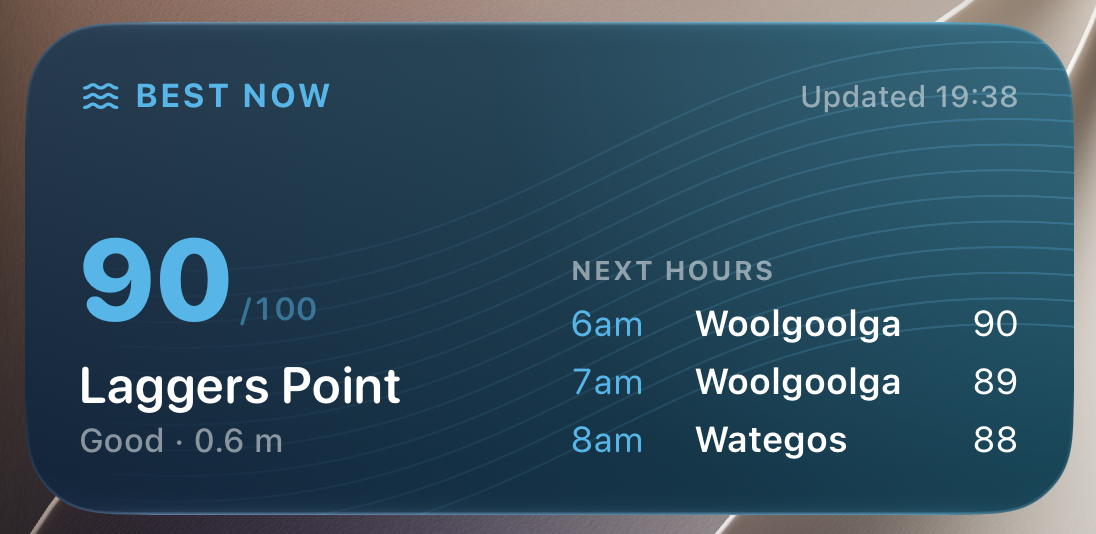 BEST NOW
Updated 19:38
90 /100
Laggers Point
Good · 0.6 m
NEXT HOURS
6am Woolgoolga 90
7am Woolgoolga 89
8am Wategos 88